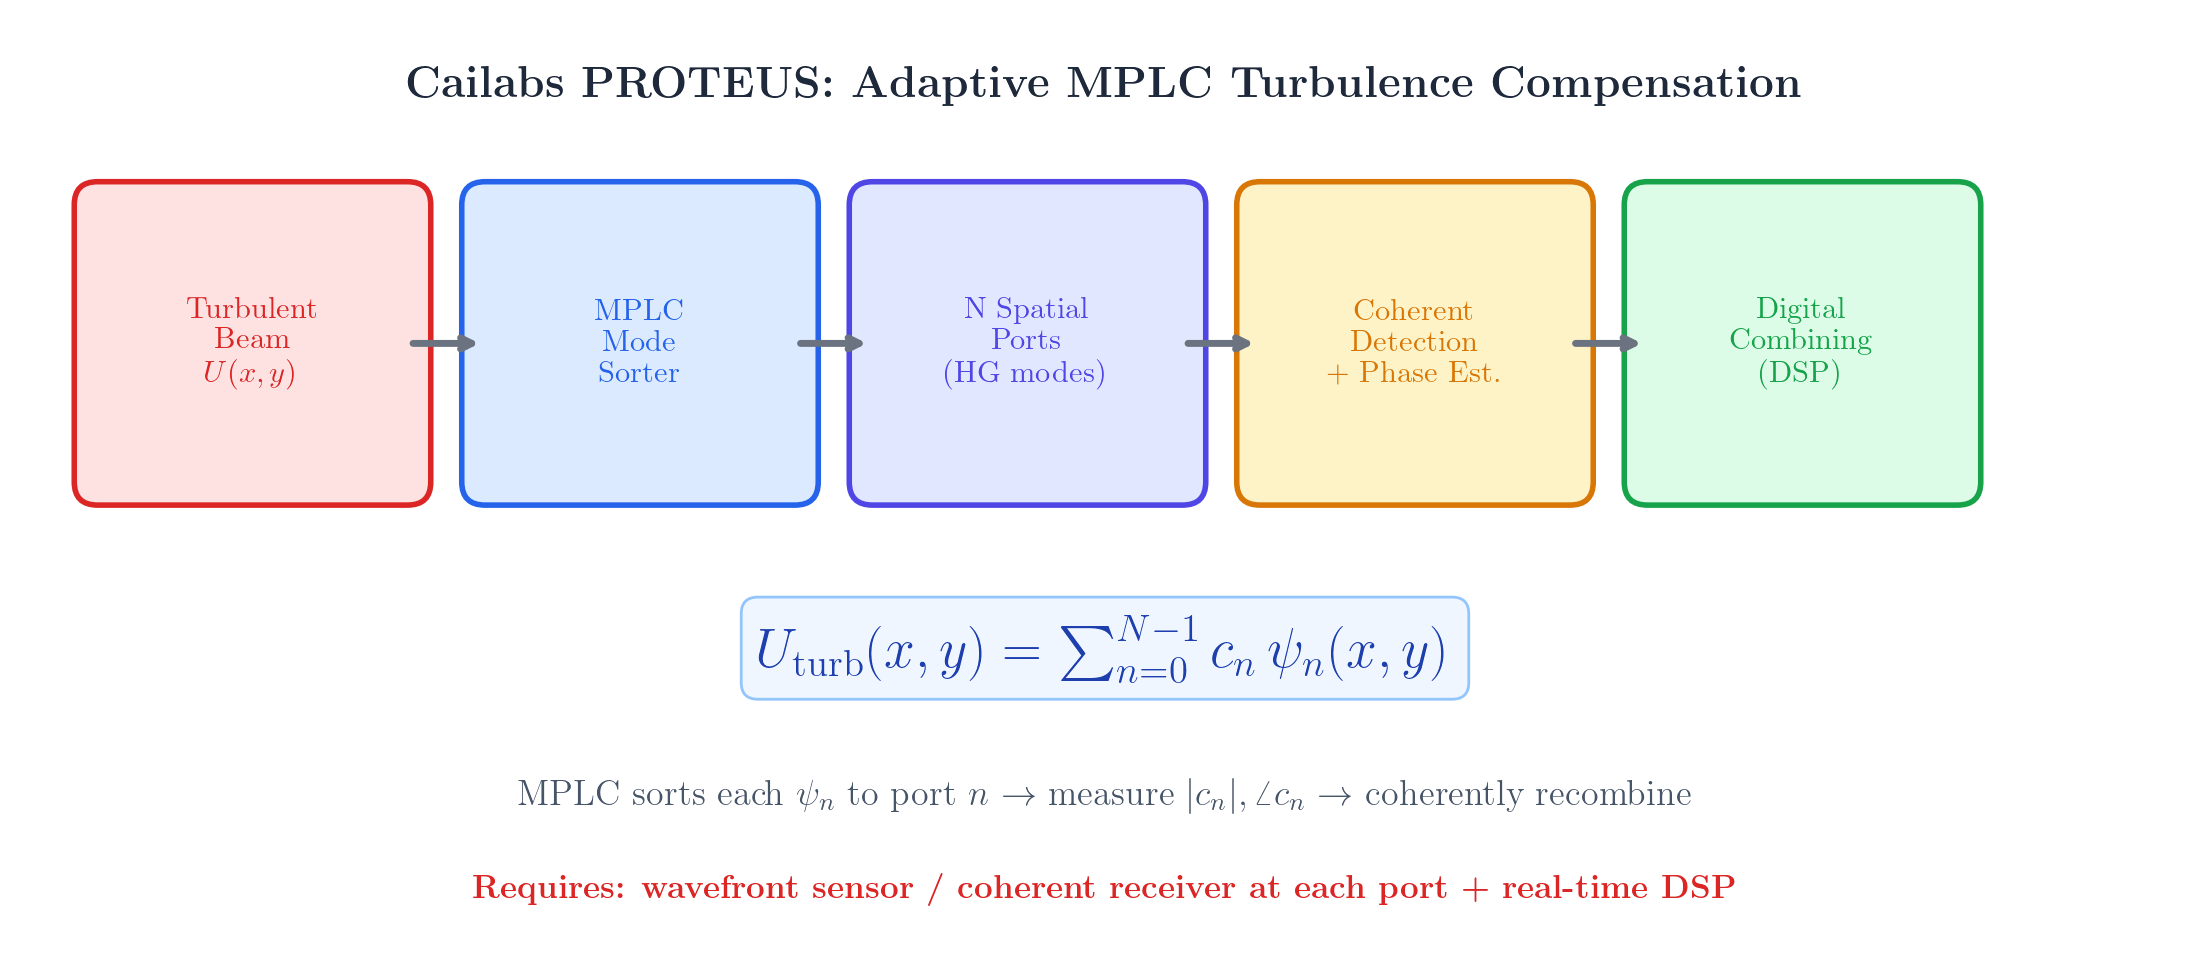 Cailabs PROTEUS: Adaptive MPLC Turbulence Compensation
Turbulent
Beam
U(x, y)
MPLC
Mode
Sorter
N Spatial
Ports
(HG modes)
Coherent
Detection
+ Phase Est.
Digital
Combining
(DSP)
U_turb(x, y) = ∑_{n=0}^{N−1} c_n ψ_n(x, y)
MPLC sorts each ψ_n to port n → measure |c_n|, ∠c_n → coherently recombine
Requires: wavefront sensor / coherent receiver at each port + real-time DSP